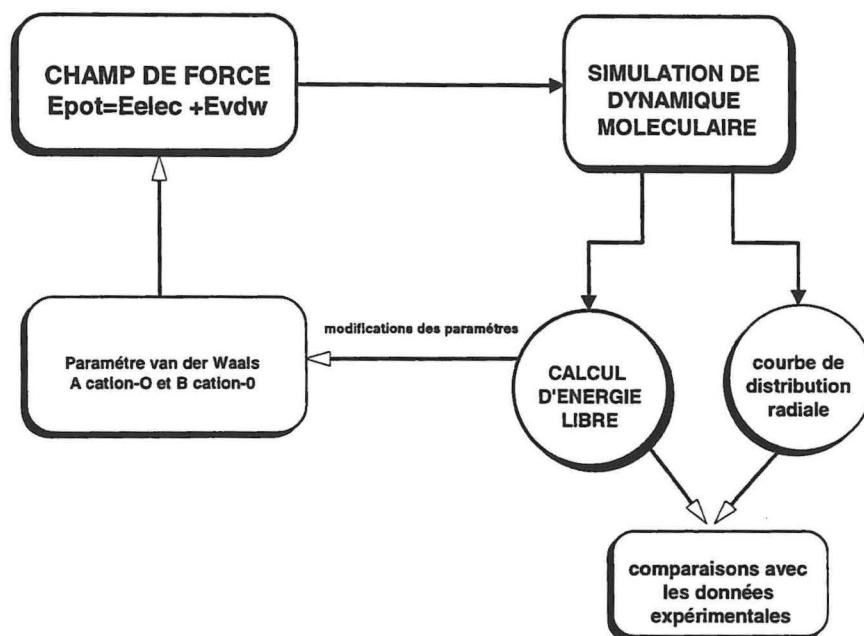 CHAMP DE FORCE
Epot=Eelec +Evdw
SIMULATION DE
DYNAMIQUE
MOLECULAIRE
modifications des paramétres
Paramétre van der Waals
A cation-O et B cation-0
CALCUL
D'ENERGIE
LIBRE
courbe de
distribution
radiale
comparaisons avec
les données
expérimentales